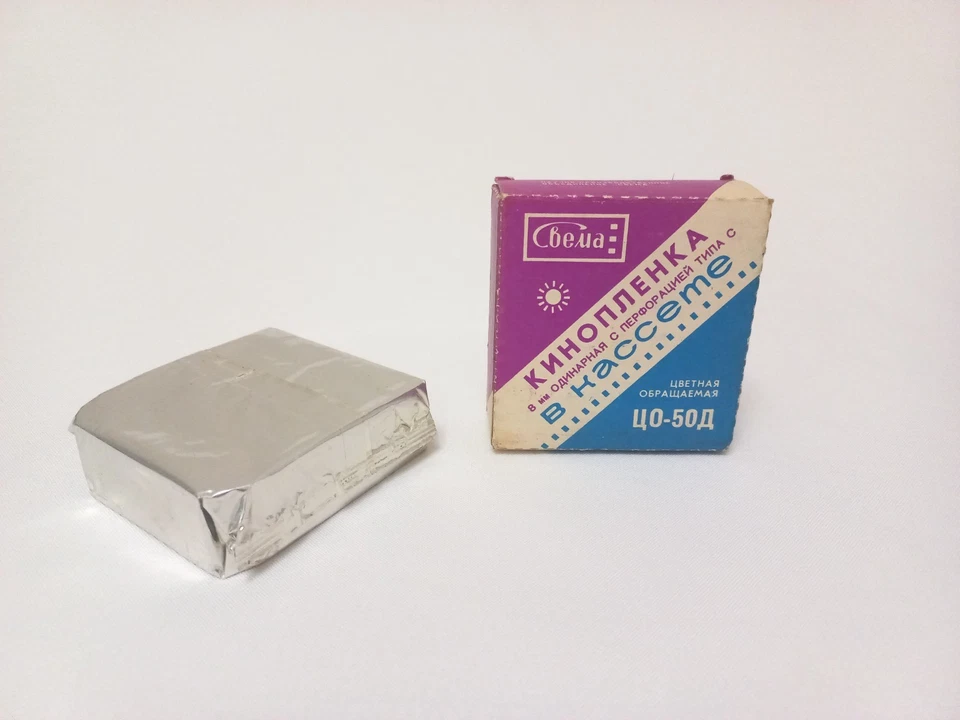 Свема
КИНОПЛЕНКА
8 мм ОДИНАРНАЯ С ПЕРФОРАЦИЕЙ ТИПА С
в кассете
ЦВЕТНАЯ
ОБРАЩАЕМАЯ
ЦО-50Д